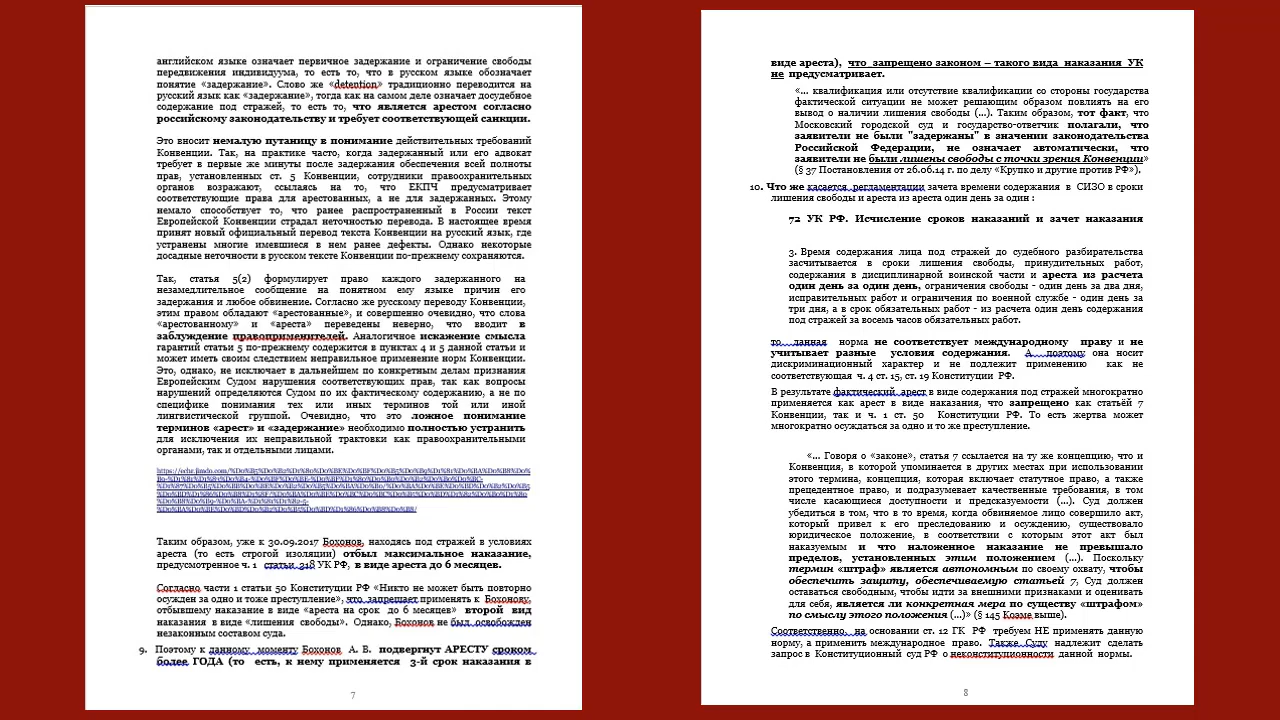 английском языке означает первичное задержание и ограничение свободы
передвижения индивидуума, то есть то, что в русском языке обозначает
понятие «задержание». Слово же «detention» традиционно переводится на
русский язык как «задержание», тогда как на самом деле означает досудебное
содержание под стражей, то есть то, что является арестом согласно
российскому законодательству и требует соответствующей санкции.
Это вносит немалую путаницу в понимание действительных требований
Конвенции. Так, на практике часто, когда задержанный или его адвокат
требует в первые же минуты после задержания обеспечения всей полноты
прав, установленных ст. 5 Конвенции, сотрудники правоохранительных
органов возражают, ссылаясь на то, что ЕКПЧ предусматривает
соответствующие права для арестованных, а не для задержанных. Этому
немало способствует то, что ранее распространенный в России текст
Европейской Конвенции страдал неточностью перевода. В настоящее время
принят новый официальный перевод текста Конвенции на русский язык, где
устранены многие имевшиеся в нем ранее дефекты. Однако некоторые
досадные неточности в русском тексте Конвенции по-прежнему сохраняются.
Так, статья 5(2) формулирует право каждого задержанного на
незамедлительное сообщение на понятном ему языке причин его
задержания и любое обвинение. Согласно же русскому переводу Конвенции,
этим правом обладают «арестованные», и совершенно очевидно, что слова
«арестованному» и «ареста» переведены неверно, что вводит в
заблуждение правоприменителей. Аналогичное искажение смысла
гарантий статьи 5 по-прежнему содержится в пунктах 4 и 5 данной статьи и
может иметь своим следствием неправильное применение норм Конвенции.
Это, однако, не исключает в дальнейшем по конкретным делам признания
Европейским Судом нарушения соответствующих прав, так как вопросы
нарушений определяются Судом по их фактическому содержанию, а не по
специфике понимания тех или иных терминов той или иной
лингвистической группой. Очевидно, что это ложное понимание
терминов «арест» и «задержание» необходимо полностью устранить
для исключения их неправильной трактовки как правоохранительными
органами, так и отдельными лицами.
Таким образом, уже к 30.09.2017 Бохонов, находясь под стражей в условиях
ареста (то есть строгой изоляции) отбыл максимальное наказание,
предусмотренное ч. 1 статьи 318 УК РФ, в виде ареста до 6 месяцев.
Согласно части 1 статьи 50 Конституции РФ «Никто не может быть повторно
осужден за одно и тоже преступление», что запрещает применять к Бохонову,
отбывшему наказание в виде «ареста на срок до 6 месяцев» второй вид
наказания в виде «лишения свободы». Однако, Бохонов не был освобожден
незаконным составом суда.
9. Поэтому к данному моменту Бохонов А. В. подвергнут АРЕСТУ сроком
более ГОДА (то есть, к нему применяется 3-й срок наказания в
7
виде ареста), что запрещено законом – такого вида наказания УК
не предусматривает.
«... квалификация или отсутствие квалификации со стороны государства
фактической ситуации не может решающим образом повлиять на его
вывод о наличии лишения свободы (...). Таким образом, тот факт, что
Московский городской суд и государство-ответчик полагали, что
заявители не были "задержаны" в значении законодательства
Российской Федерации, не означает автоматически, что
заявители не были лишены свободы с точки зрения Конвенции»
(§ 37 Постановления от 26.06.14 г. по делу «Крупко и другие против РФ»).
10. Что же касается регламентации зачета времени содержания в СИЗО в сроки
лишения свободы и ареста из ареста один день за один :
72 УК РФ. Исчисление сроков наказаний и зачет наказания
3. Время содержания лица под стражей до судебного разбирательства
засчитывается в сроки лишения свободы, принудительных работ,
содержания в дисциплинарной воинской части и ареста из расчета
один день за один день, ограничения свободы - один день за два дня,
исправительных работ и ограничения по военной службе - один день за
три дня, а в срок обязательных работ - из расчета один день содержания
под стражей за восемь часов обязательных работ.
то данная норма не соответствует международному праву и не
учитывает разные условия содержания. А поэтому она носит
дискриминационный характер и не подлежит применению как не
соответствующая ч. 4 ст. 15, ст. 19 Конституции РФ.
В результате фактический арест в виде содержания под стражей многократно
применяется как арест в виде наказания, что запрещено как статьёй 7
Конвенции, так и ч. 1 ст. 50 Конституции РФ. То есть жертва может
многократно осуждаться за одно и то же преступление.
«... Говоря о «законе», статья 7 ссылается на ту же концепцию, что и
Конвенция, в которой упоминается в других местах при использовании
этого термина, концепция, которая включает статутное право, а также
прецедентное право, и подразумевает качественные требования, в том
числе касающиеся доступности и предсказуемости (...). Суд должен
убедиться в том, что в то время, когда обвиняемое лицо совершило акт,
который привел к его преследованию и осуждению, существовало
юридическое положение, в соответствии с которым этот акт был
наказуемым и что наложенное наказание не превышало
пределов, установленных этим положением (...). Поскольку
термин «штраф» является автономным по своему охвату, чтобы
обеспечить защиту, обеспечиваемую статьей 7, Суд должен
оставаться свободным, чтобы идти за внешними признаками и оценивать
для себя, является ли конкретная мера по существу «штрафом»
по смыслу этого положения (...)» (§ 145 Козме выше).
Соответственно, на основании ст. 12 ГК РФ требуем НЕ применять данную
норму, а применить международное право. Также Суду надлежит сделать
запрос в Конституционный суд РФ о неконституционности данной нормы.
8